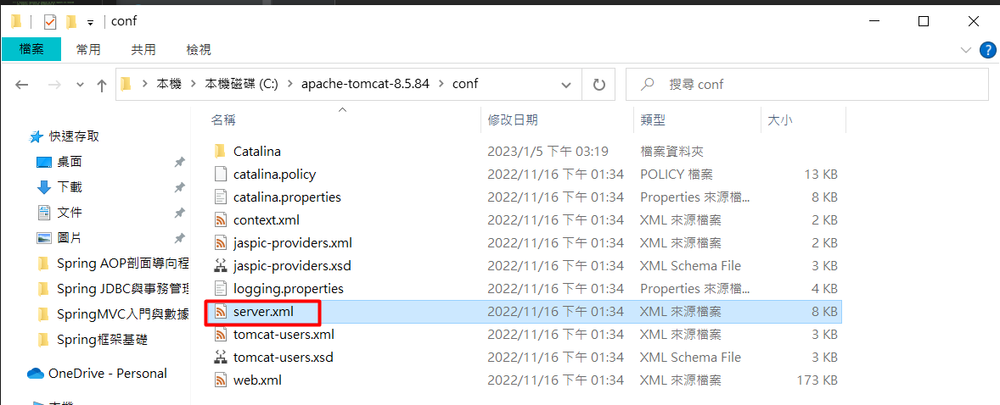 conf
檔案 常用 共用 檢視
本機 本機磁碟 (C:) apache-tomcat-8.5.84 conf 搜尋 conf
名稱 修改日期 類型 大小
快速存取
桌面
下載
文件
圖片
Spring AOP剖面導向程
Spring JDBC與事務管理
SpringMVC入門與數據
Spring框架基礎
OneDrive - Personal
本機
Catalina 2023/1/5 下午 03:19 檔案資料夾
catalina.policy 2022/11/16 下午 01:34 POLICY 檔案 13 KB
catalina.properties 2022/11/16 下午 01:34 Properties 來源檔... 8 KB
context.xml 2022/11/16 下午 01:34 XML 來源檔案 2 KB
jaspic-providers.xml 2022/11/16 下午 01:34 XML 來源檔案 2 KB
jaspic-providers.xsd 2022/11/16 下午 01:34 XML Schema File 3 KB
logging.properties 2022/11/16 下午 01:34 Properties 來源檔... 4 KB
server.xml 2022/11/16 下午 01:34 XML 來源檔案 8 KB
tomcat-users.xml 2022/11/16 下午 01:34 XML 來源檔案 3 KB
tomcat-users.xsd 2022/11/16 下午 01:34 XML Schema File 3 KB
web.xml 2022/11/16 下午 01:34 XML 來源檔案 173 KB